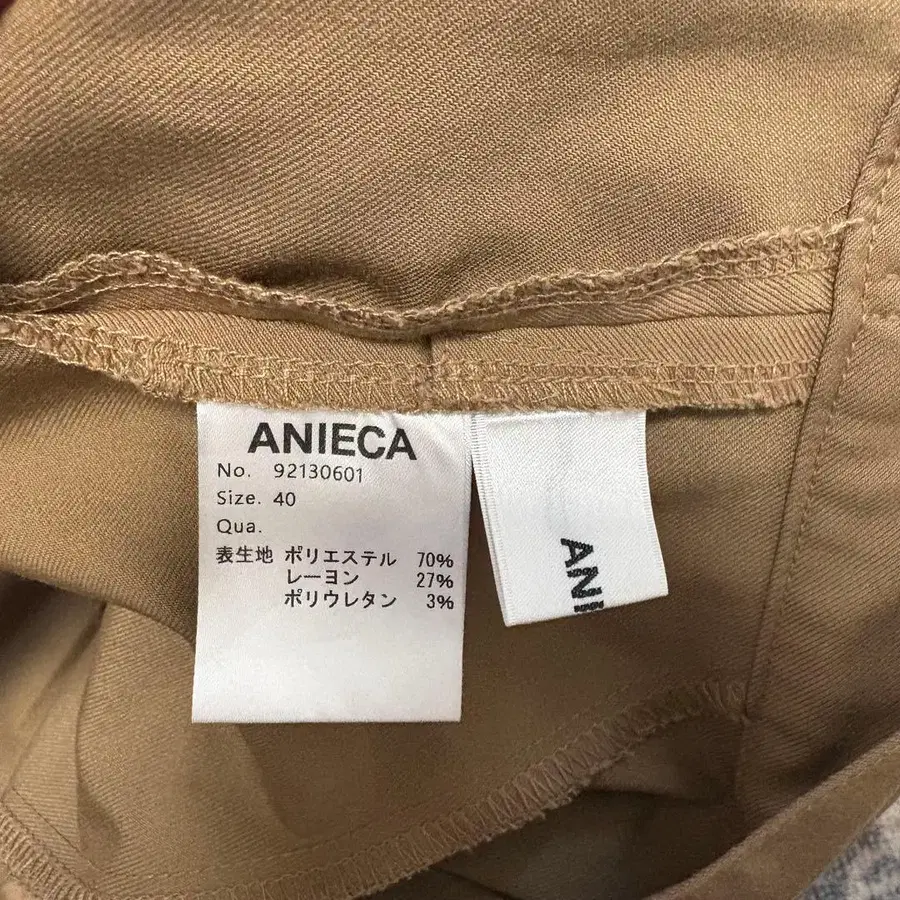 ANIECA
No. 92130601
Size. 40
Qua.
表生地 ポリエステル 70%
レーヨン 27%
ポリウレタン 3%